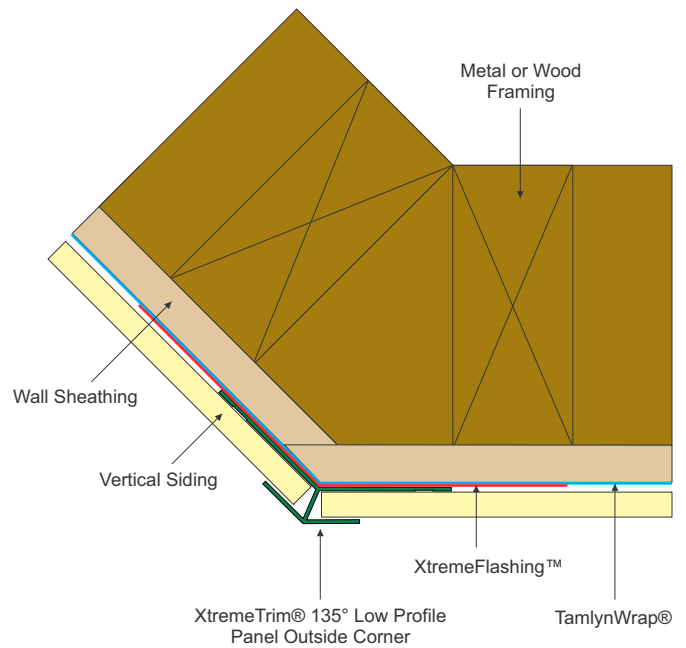 Metal or Wood
Framing
Wall Sheathing
Vertical Siding
XtremeFlashing™
XtremeTrim® 135° Low Profile
Panel Outside Corner
TamlynWrap®